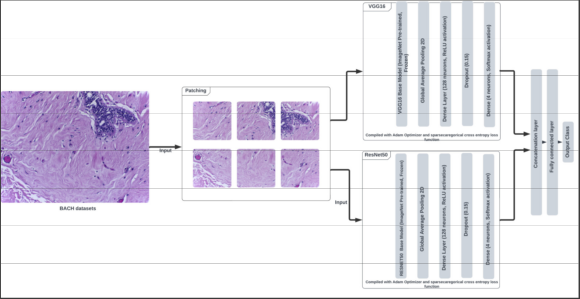 VGG16
VGG16 Base Model (ImageNet Pre-trained,
Frozen)
Global Average Pooling 2D
Dense Layer (128 neurons, ReLU activation)
Dropout (0.15)
Dense (4 neurons, Softmax activation)
Compiled with Adam Optimizer and sparsecategorical cross entropy loss
function
Patching
Input
BACH datasets
Input
ResNet50
RESNET50 Base Model (ImageNet Pre-trained, Frozen)
Global Average Pooling 2D
Dense Layer (128 neurons, ReLU activation)
Dropout (0.15)
Dense (4 neurons, Softmax activation)
Compiled with Adam Optimizer and sparsecategorical cross entropy loss
function
Concatenation layer
Fully connected layer
Output Class